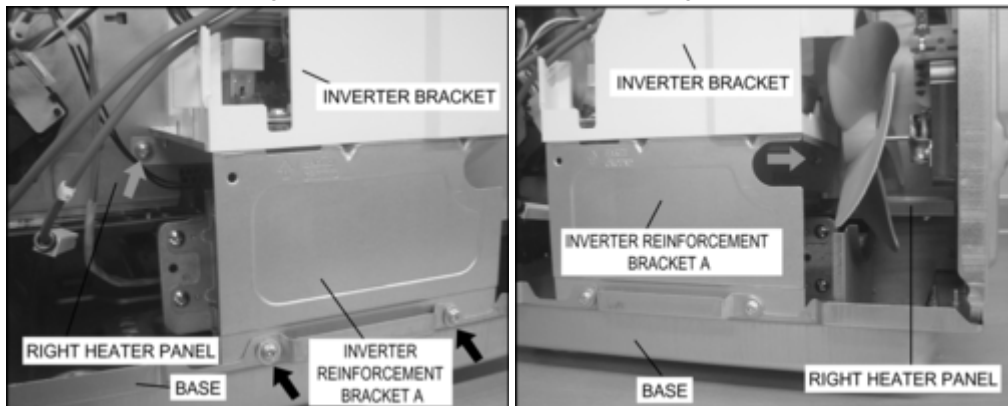 INVERTER BRACKET
RIGHT HEATER PANEL
BASE
INVERTER
REINFORCEMENT
BRACKET A
INVERTER BRACKET
INVERTER REINFORCEMENT
BRACKET A
BASE
RIGHT HEATER PANEL